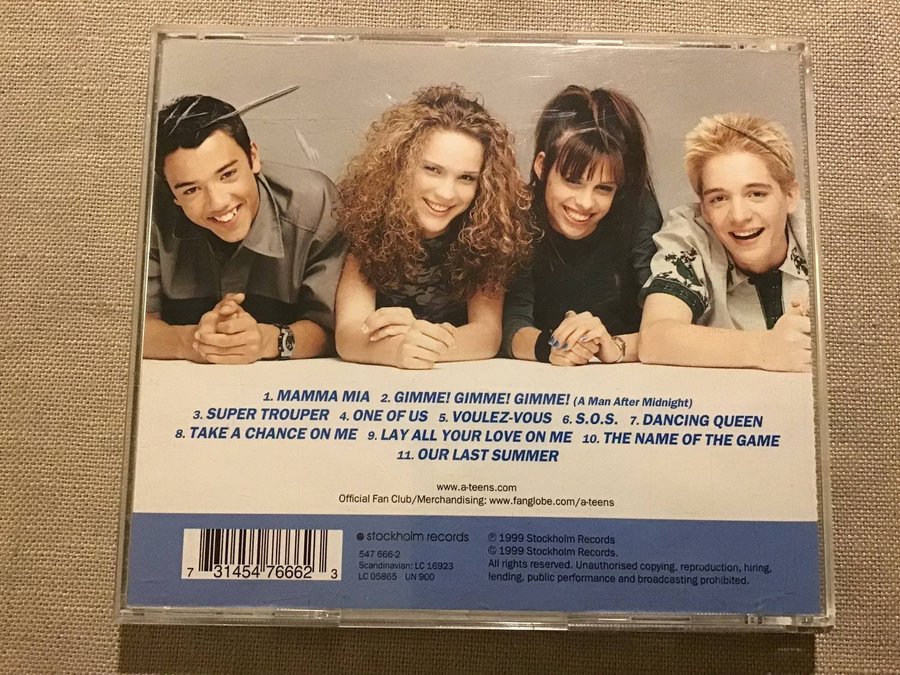 1. MAMMA MIA 2. GIMME! GIMME! GIMME! (A Man After Midnight)
3. SUPER TROUPER 4. ONE OF US 5. VOULEZ-VOUS 6. S.O.S. 7. DANCING QUEEN
8. TAKE A CHANCE ON ME 9. LAY ALL YOUR LOVE ON ME 10. THE NAME OF THE GAME
11. OUR LAST SUMMER
www.a-teens.com
Official Fan Club/Merchandising: www.fanglobe.com/a-teens
stockholm records
547 666-2
Scandinavian: LC 16923
LC 05865 UN 900
℗ 1999 Stockholm Records
© 1999 Stockholm Records.
All rights reserved. Unauthorised copying, reproduction, hiring,
lending, public performance and broadcasting prohibited.
7 31454 76662 3